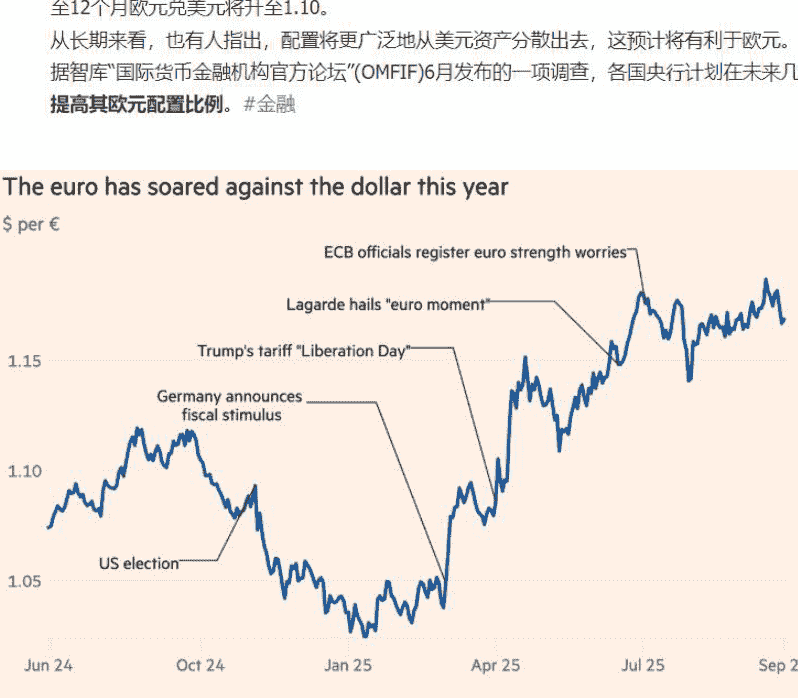 至12个月欧元兑美元将升至1.10。
从长期来看，也有人指出，配置将更广泛地从美元资产分散出去，这预计将有利于欧元。
据智库“国际货币金融机构官方论坛”(OMFIF)6月发布的一项调查，各国央行计划在未来几
提高其欧元配置比例。#金融
The euro has soared against the dollar this year
$ per €
ECB officials register euro strength worries
Lagarde hails "euro moment"
Trump's tariff "Liberation Day"
1.15
Germany announces
fiscal stimulus
1.10
US election
1.05
Jun 24 Oct 24 Jan 25 Apr 25 Jul 25 Sep 2